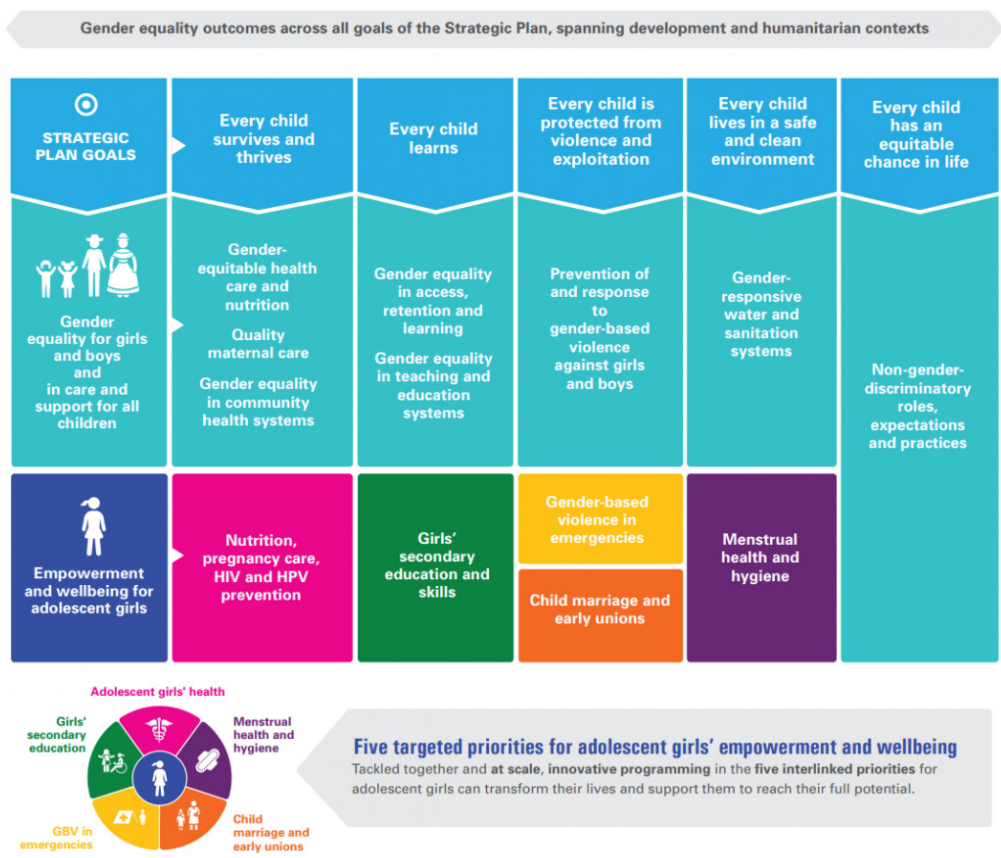 Gender equality outcomes across all goals of the Strategic Plan, spanning development and humanitarian contexts
STRATEGIC
PLAN GOALS
Every child
survives and
thrives
Every child
learns
Every child is
protected from
violence and
exploitation
Every child
lives in a safe
and clean
environment
Every child
has an
equitable
chance in life
Gender
equality for girls
and boys
and
in care and
support for all
children
Gender-
equitable health
care and
nutrition
Quality
maternal care
Gender equality
in community
health systems
Gender equality
in access,
retention and
learning
Gender equality
in teaching and
education
systems
Prevention of
and response
to
gender-based
violence
against girls
and boys
Gender-
responsive
water and
sanitation
systems
Non-gender-
discriminatory
roles,
expectations
and practices
Empowerment
and wellbeing for
adolescent girls
Nutrition,
pregnancy care,
HIV and HPV
prevention
Girls'
secondary
education and
skills
Gender-based
violence in
emergencies
Child marriage and
early unions
Menstrual
health and
hygiene
Adolescent girls' health
Girls'
secondary
education
Menstrual
health and
hygiene
GBV in
emergencies
Child
marriage and
early unions
Five targeted priorities for adolescent girls' empowerment and wellbeing
Tackled together and at scale, innovative programming in the five interlinked priorities for
adolescent girls can transform their lives and support them to reach their full potential.